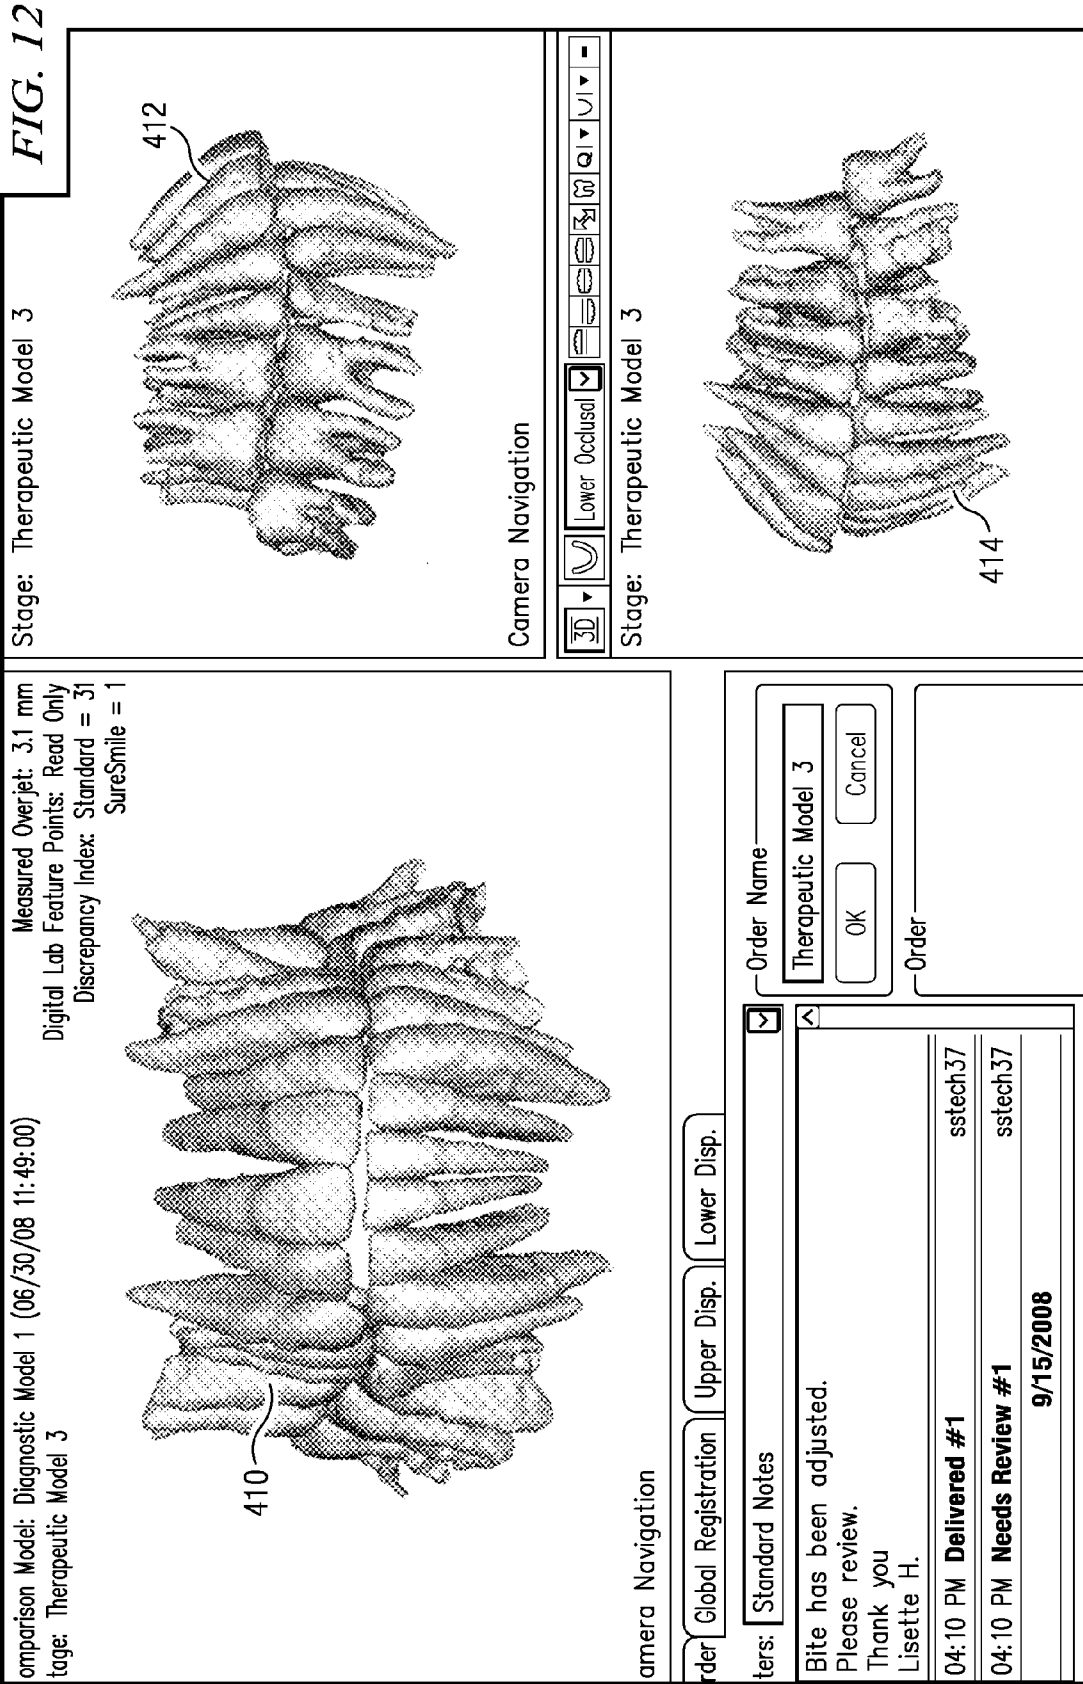 FIG. 12
omparison Model: Diagnostic Model 1 (06/30/08 11:49:00)
tage: Therapeutic Model 3
Measured Overjet: 3.1 mm
Digital Lab Feature Points: Read Only
Discrepancy Index: Standard = 31
SureSmile = 1
410
amera Navigation
Stage: Therapeutic Model 3
412
Camera Navigation
3D
Lower Occlusal
Stage: Therapeutic Model 3
414
rder
Global Registration
Upper Disp.
Lower Disp.
ters: Standard Notes
Bite has been adjusted.
Please review.
Thank you
Lisette H.
04:10 PM Delivered #1 sstech37
04:10 PM Needs Review #1 sstech37
9/15/2008
Order Name
Therapeutic Model 3
OK
Cancel
Order